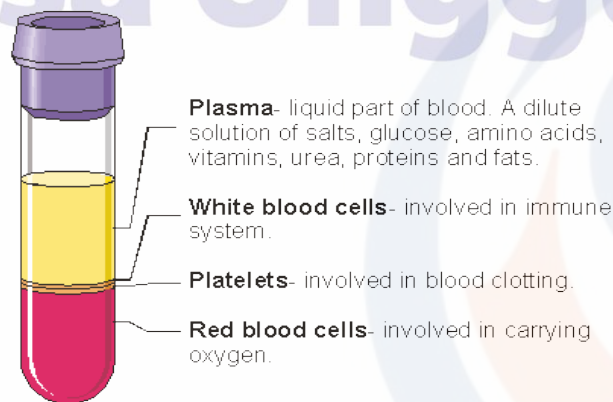 Plasma- liquid part of blood. A dilute
solution of salts, glucose, amino acids,
vitamins, urea, proteins and fats.
White blood cells- involved in immune
system.
Platelets- involved in blood clotting.
Red blood cells- involved in carrying
oxygen.